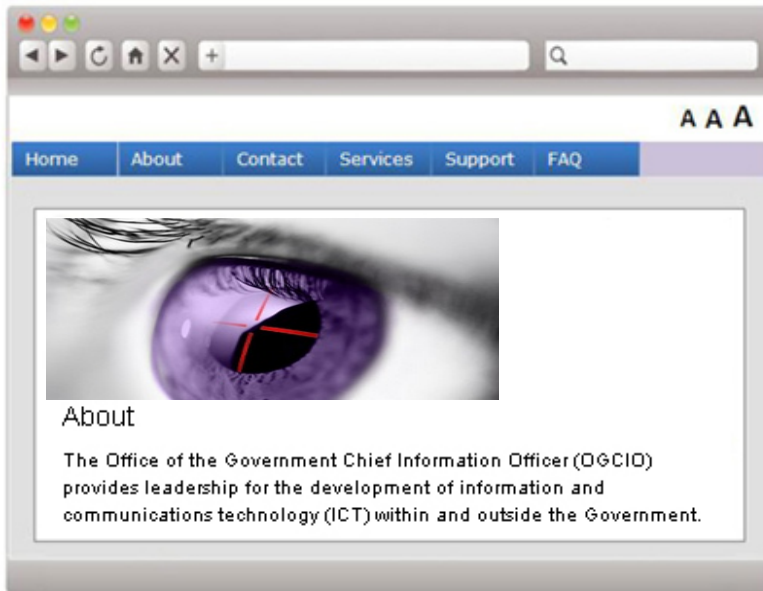 A A A
Home About Contact Services Support FAQ
About
The Office of the Government Chief Information Officer (OGCIO)
provides leadership for the development of information and
communications technology (ICT) within and outside the Government.